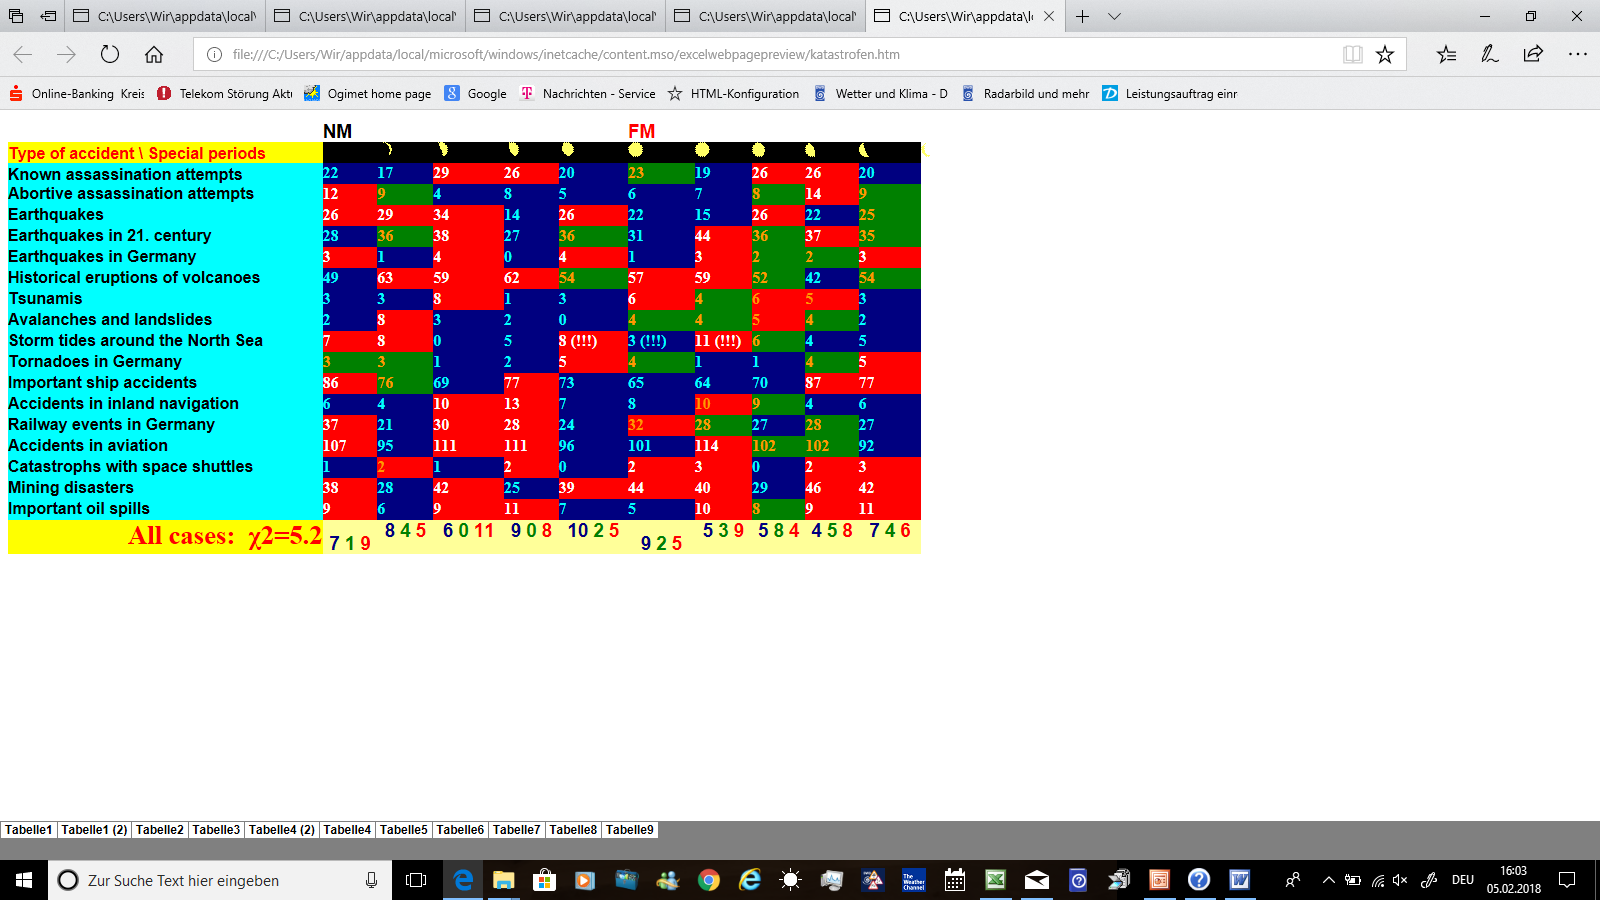 C:\Users\Wir\appdata\local\ C:\Users\Wir\appdata\local\ C:\Users\Wir\appdata\local\ C:\Users\Wir\appdata\local\ C:\Users\Wir\appdata\lo
file:///C:/Users/Wir/appdata/local/microsoft/windows/inetcache/content.mso/excelwebpagepreview/katastrofen.htm
Online-Banking Kreis Telekom Störung Aktu Ogimet home page Google Nachrichten - Service HTML-Konfiguration Wetter und Klima - D Radarbild und mehr Leistungsauftrag einr
NM FM
Type of accident \ Special periods
Known assassination attempts 22 17 29 26 20 23 19 26 26 20
Abortive assassination attempts 12 9 4 8 5 6 7 8 14 9
Earthquakes 26 29 34 14 26 22 15 26 22 25
Earthquakes in 21. century 28 36 38 27 36 31 44 36 37 35
Earthquakes in Germany 3 1 4 0 4 1 3 2 2 3
Historical eruptions of volcanoes 49 63 59 62 54 57 59 52 42 54
Tsunamis 3 3 8 1 3 6 4 6 5 3
Avalanches and landslides 2 8 3 2 0 4 4 5 4 2
Storm tides around the North Sea 7 8 0 5 8 (!!!) 3 (!!!) 11 (!!!) 6 4 5
Tornadoes in Germany 3 3 1 2 5 4 1 1 4 5
Important ship accidents 86 76 69 77 73 65 64 70 87 77
Accidents in inland navigation 6 4 10 13 7 8 10 9 4 6
Railway events in Germany 37 21 30 28 24 32 28 27 28 27
Accidents in aviation 107 95 111 111 96 101 114 102 102 92
Catastrophs with space shuttles 1 2 1 2 0 2 3 0 2 3
Mining disasters 38 28 42 25 39 44 40 29 46 42
Important oil spills 9 6 9 11 7 5 10 8 9 11
All cases: χ2=5.2 7 1 9 8 4 5 6 0 11 9 0 8 10 2 5 9 2 5 5 3 9 5 8 4 4 5 8 7 4 6
Tabelle1 Tabelle1 (2) Tabelle2 Tabelle3 Tabelle4 (2) Tabelle4 Tabelle5 Tabelle6 Tabelle7 Tabelle8 Tabelle9
Zur Suche Text hier eingeben
The Weather Channel
DEU
16:03
05.02.2018